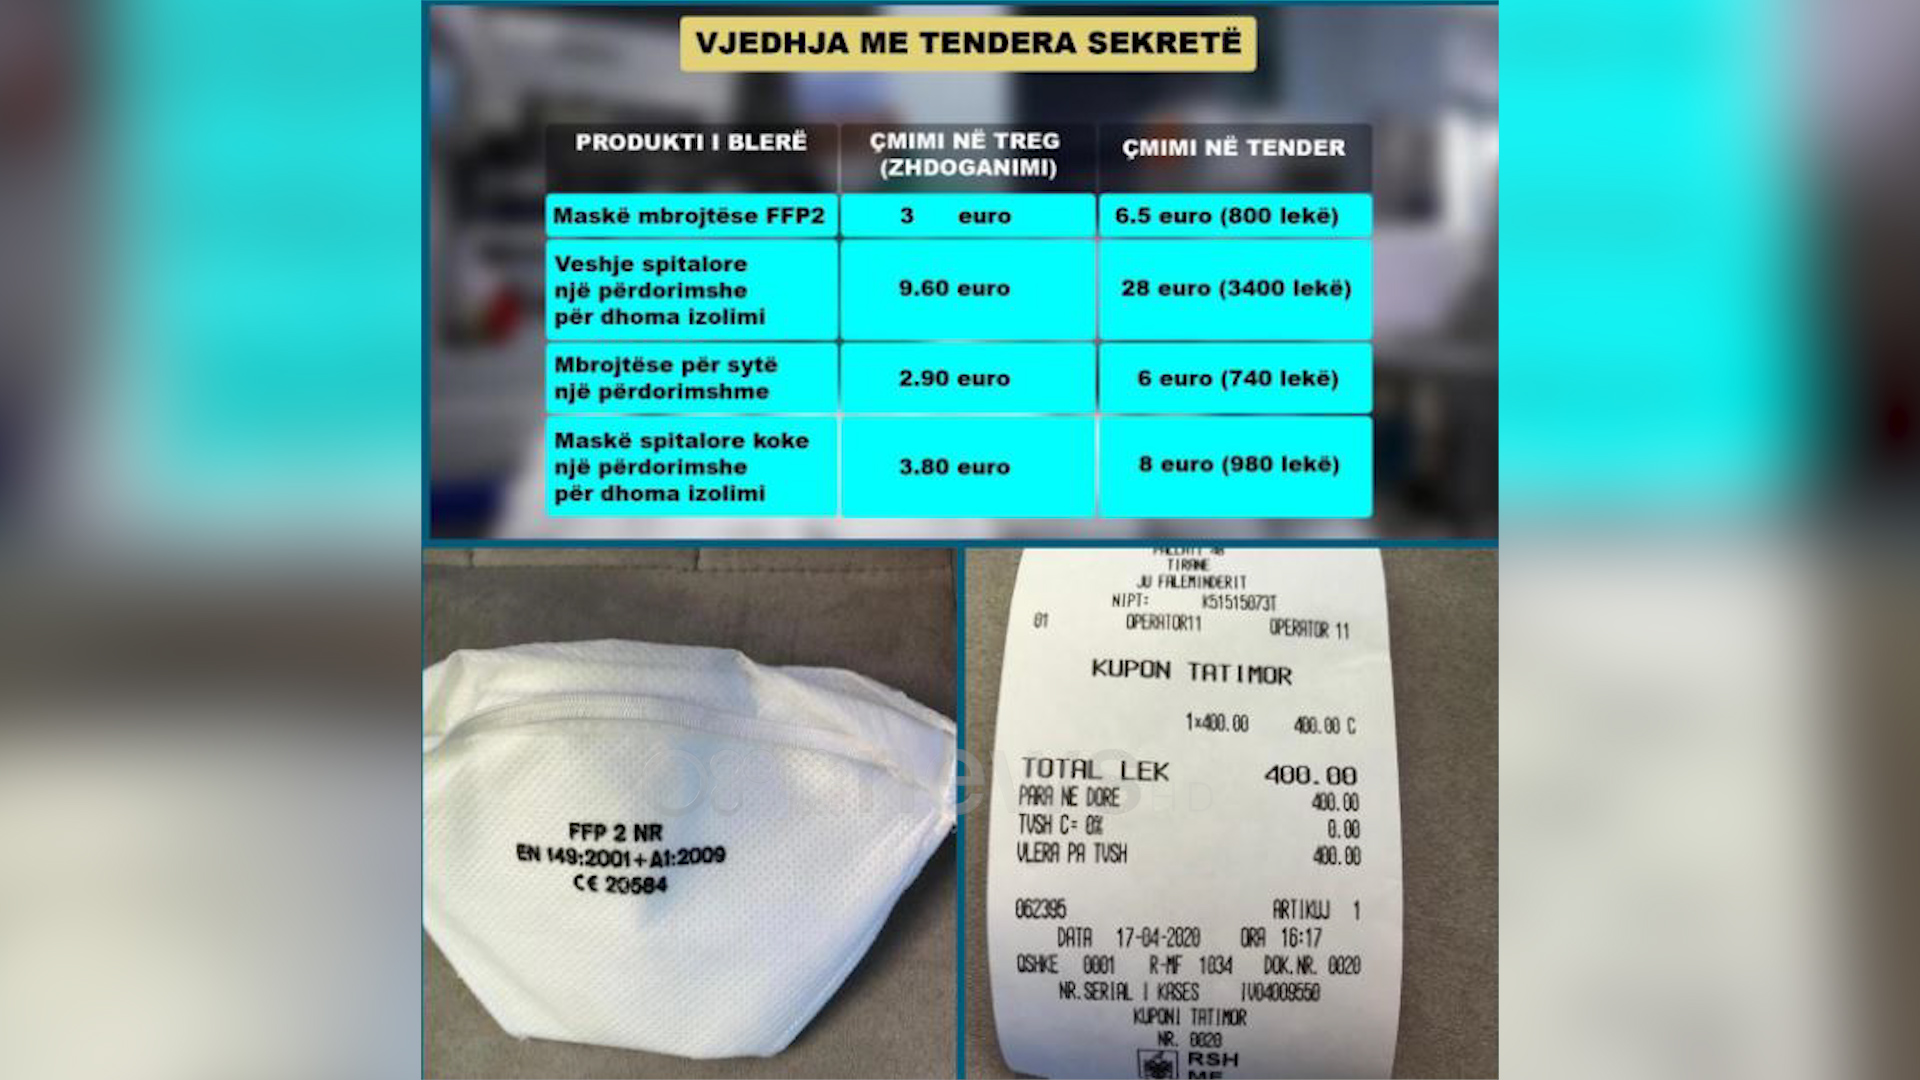 VJEDHJA ME TENDERA SEKRETË
PRODUKTI I BLERË
ÇMIMI NË TREG
(ZHDOGANIMI)
ÇMIMI NË TENDER
Maskë mbrojtëse FFP2
3 euro
6.5 euro (800 lekë)
Veshje spitalore
një përdorimshe
për dhoma izolimi
9.60 euro
28 euro (3400 lekë)
Mbrojtëse për sytë
një përdorimshme
2.90 euro
6 euro (740 lekë)
Maskë spitalore koke
një përdorimshe
për dhoma izolimi
3.80 euro
8 euro (980 lekë)
FFP 2 NR
EN 149:2001+A1:2009
CE 20584
PALLATI 48
TIRANE
JU FALEMINDERIT
NIPT: K51515073T
01 OPERATOR11 OPERATOR 11
KUPON TATIMOR
1x400.00 400.00 C
TOTAL LEK 400.00
PARA NE DORE 400.00
TVSH C= 0% 0.00
VLERA PA TVSH 400.00
062395 ARTIKUJ 1
DATA 17-04-2020 ORA 16:17
QSHKE 0001 R-MF 1034 DOK.NR. 0020
NR.SERIAL I KASES IV04009550
KUPONI TATIMOR
NR. 0020
RSH
MF
news
HD